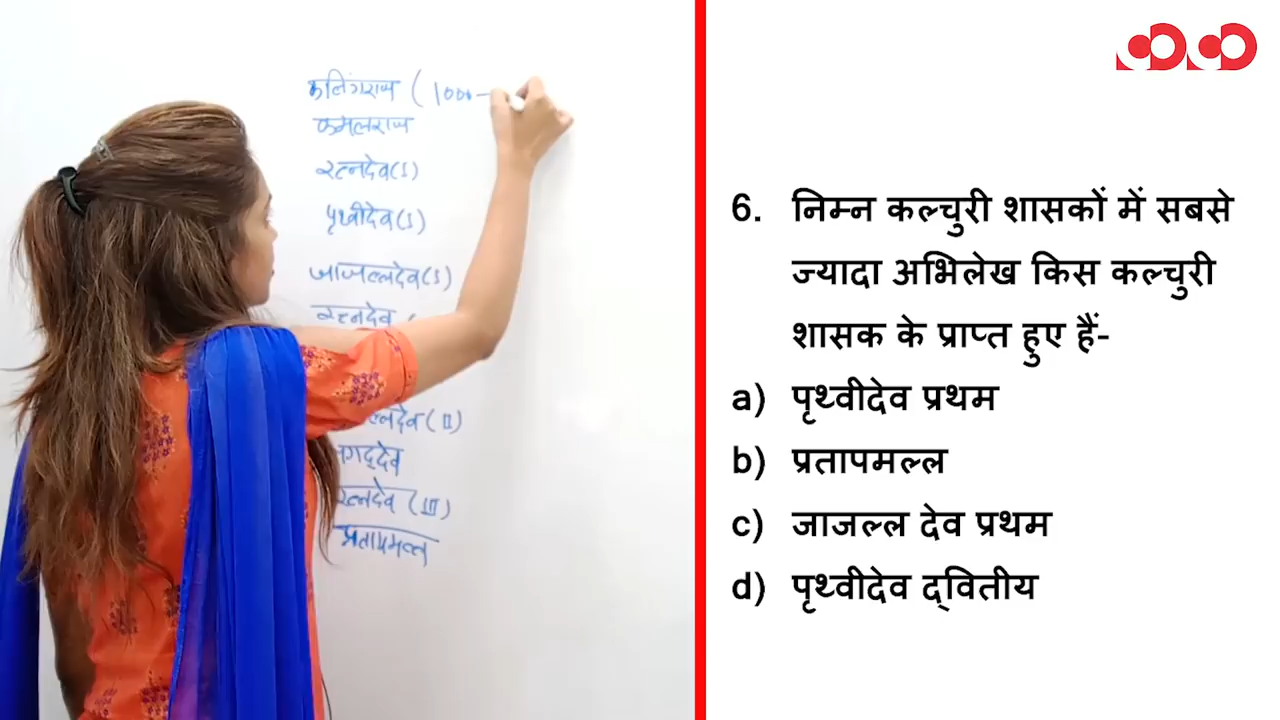 कलिंगराज (1000-
कमलराज
रत्नदेव(I)
पृथ्वीदेव(I)
जाजल्लदेव(I)
रत्नदेव
ल्लदेव(II)
जगद्देव
रत्नदेव (III)
प्रतापमल्ल
6. निम्न कल्चुरी शासकों में सबसे
ज्यादा अभिलेख किस कल्चुरी
शासक के प्राप्त हुए हैं-
a) पृथ्वीदेव प्रथम
b) प्रतापमल्ल
c) जाजल्ल देव प्रथम
d) पृथ्वीदेव द्वितीय